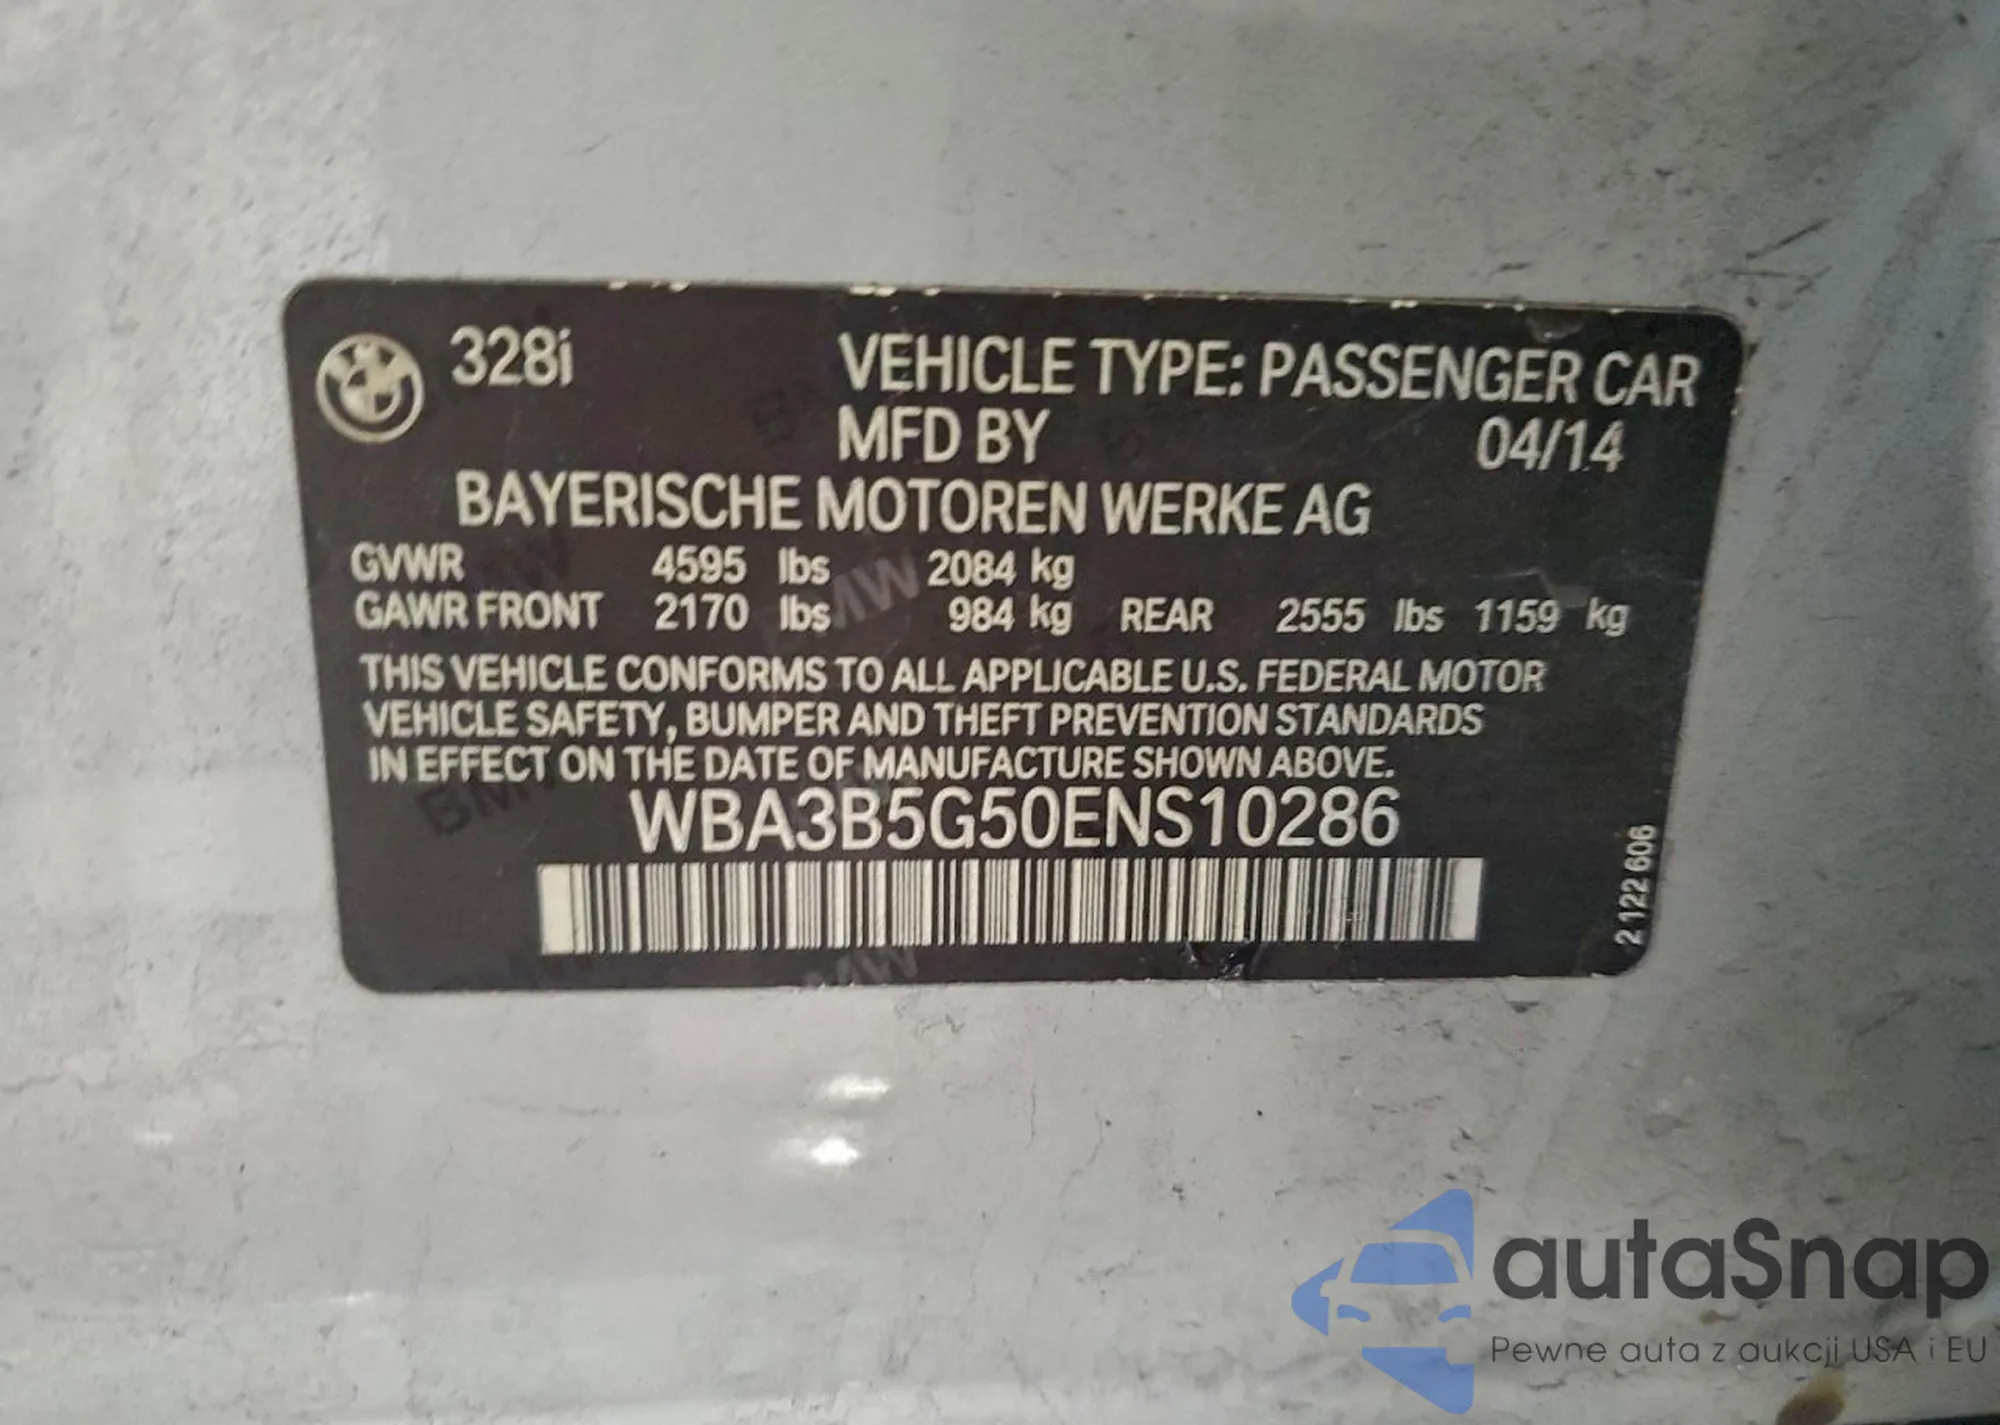 328i
VEHICLE TYPE: PASSENGER CAR
MFD BY 04/14
BAYERISCHE MOTOREN WERKE AG
GVWR 4595 lbs 2084 kg
GAWR FRONT 2170 lbs 984 kg REAR 2555 lbs 1159 kg
THIS VEHICLE CONFORMS TO ALL APPLICABLE U.S. FEDERAL MOTOR
VEHICLE SAFETY, BUMPER AND THEFT PREVENTION STANDARDS
IN EFFECT ON THE DATE OF MANUFACTURE SHOWN ABOVE.
WBA3B5G50ENS10286
2 122 606
autaSnap
Pewne auta z aukcji USA i EU